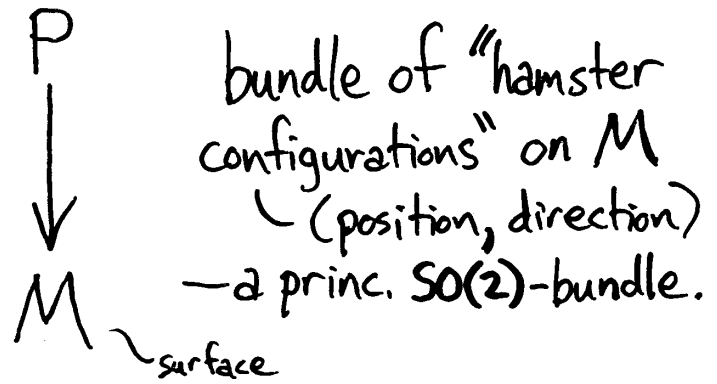 P
bundle of "hamster
configurations" on M
(position, direction)
— a princ. SO(2)-bundle.
M
surface